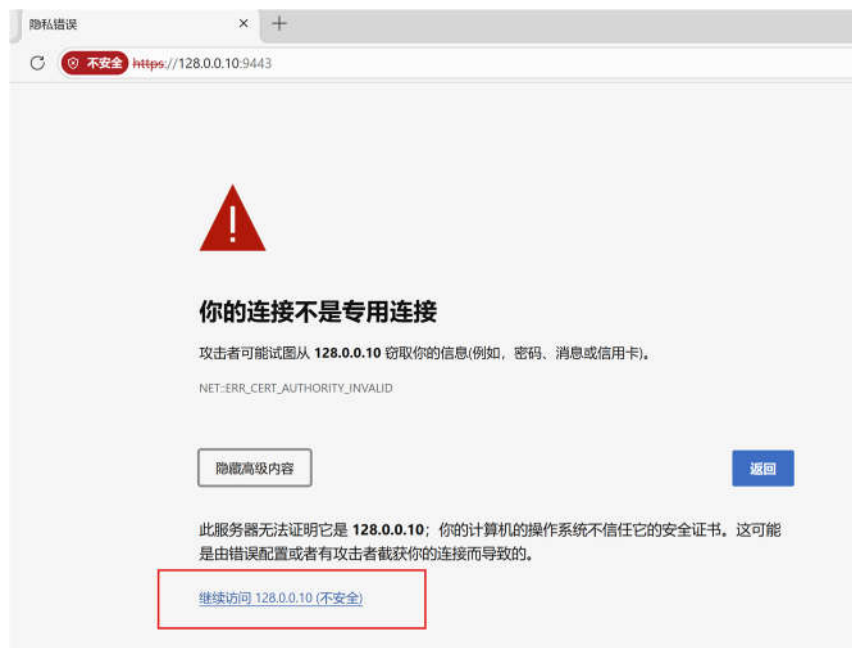 隐私错误
不安全 https://128.0.0.10:9443
你的连接不是专用连接
攻击者可能试图从 128.0.0.10 窃取你的信息(例如，密码、消息或信用卡)。
NET::ERR_CERT_AUTHORITY_INVALID
隐藏高级内容
返回
此服务器无法证明它是 128.0.0.10；你的计算机的操作系统不信任它的安全证书。这可能
是由错误配置或者有攻击者截获你的连接而导致的。
继续访问 128.0.0.10 (不安全)